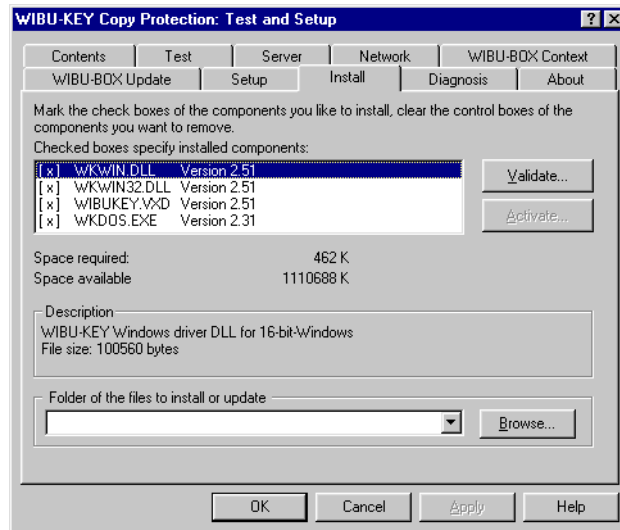 WIBU-KEY Copy Protection: Test and Setup
Contents Test Server Network WIBU-BOX Context
WIBU-BOX Update Setup Install Diagnosis About
Mark the check boxes of the components you like to install, clear the control boxes of the
components you want to remove.
Checked boxes specify installed components:
[x] WKWIN.DLL Version 2.51
[x] WKWIN32.DLL Version 2.51
[x] WIBUKEY.VXD Version 2.51
[x] WKDOS.EXE Version 2.31
Validate...
Activate...
Space required: 462 K
Space available 1110688 K
Description
WIBU-KEY Windows driver DLL for 16-bit-Windows
File size: 100560 bytes
Folder of the files to install or update
Browse...
OK Cancel Apply Help